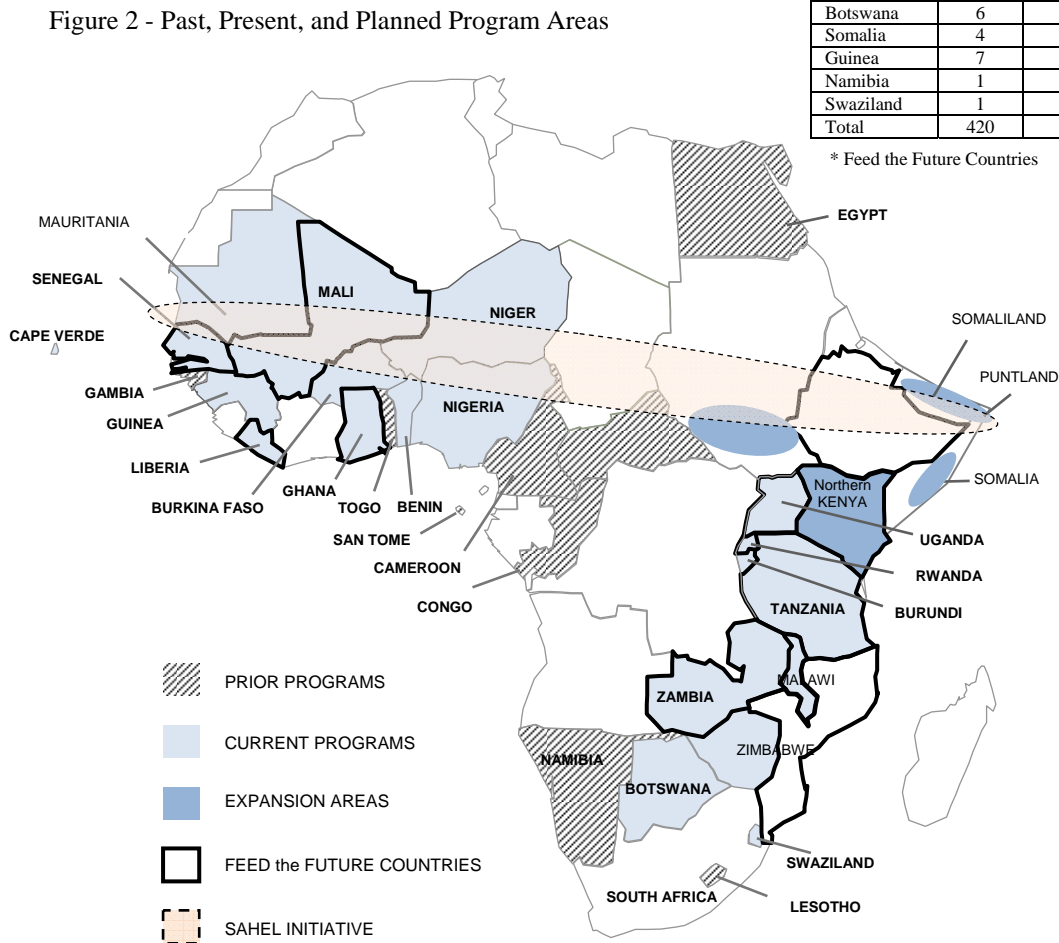 Figure 2 - Past, Present, and Planned Program Areas
Botswana 6
Somalia 4
Guinea 7
Namibia 1
Swaziland 1
Total 420
* Feed the Future Countries
MAURITANIA
EGYPT
SENEGAL
MALI
NIGER
CAPE VERDE
SOMALILAND
PUNTLAND
GAMBIA
NIGERIA
GUINEA
LIBERIA
GHANA
BURKINA FASO
TOGO
BENIN
Northern
KENYA
SOMALIA
SAN TOME
UGANDA
CAMEROON
RWANDA
CONGO
BURUNDI
TANZANIA
PRIOR PROGRAMS
MALAWI
ZAMBIA
CURRENT PROGRAMS
ZIMBABWE
NAMIBIA
BOTSWANA
EXPANSION AREAS
FEED the FUTURE COUNTRIES
SWAZILAND
SOUTH AFRICA
LESOTHO
SAHEL INITIATIVE